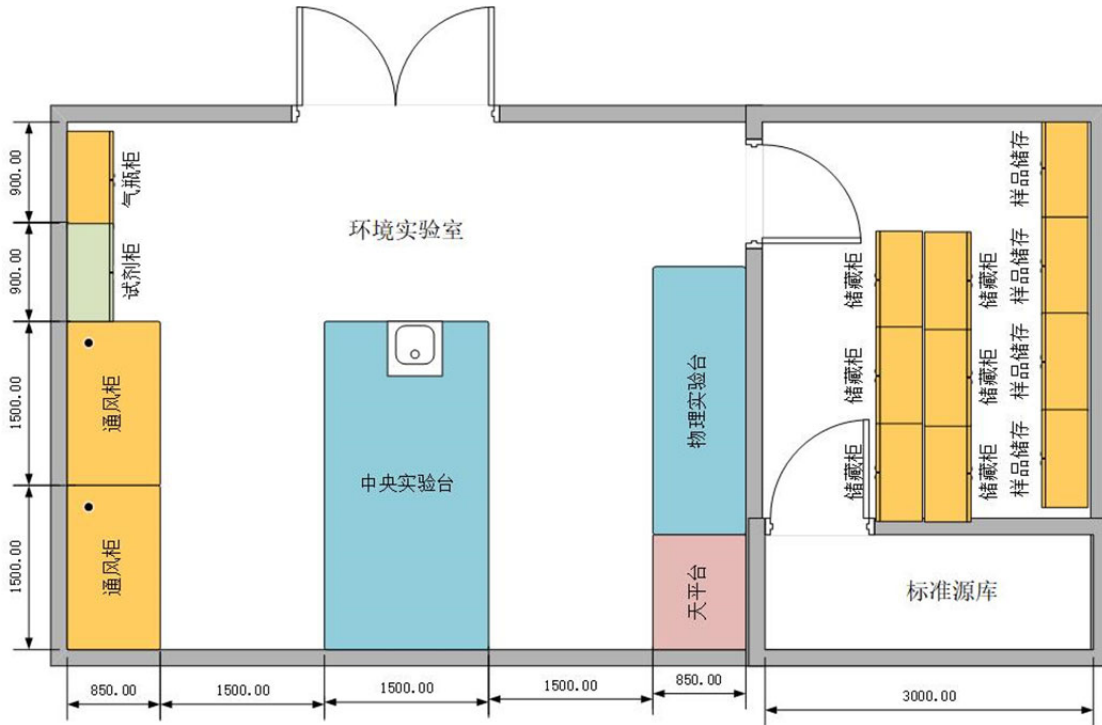 900.00
900.00
1500.00
1500.00
气瓶柜
试剂柜
通风柜
通风柜
环境实验室
中央实验台
物理实验台
天平台
储藏柜
储藏柜
储藏柜
储藏柜
储藏柜
储藏柜
样品储存
样品储存
样品储存
样品储存
标准源库
850.00
1500.00
1500.00
1500.00
850.00
3000.00